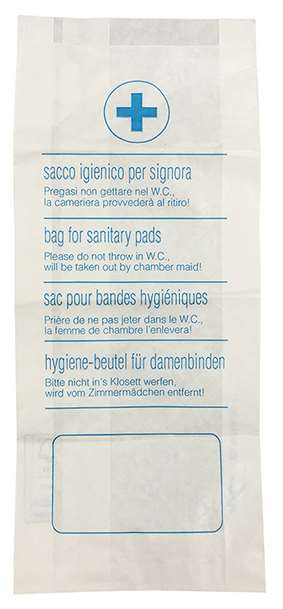 sacco igienico per signora
Pregasi non gettare nel W.C.,
la cameriera provvederà al ritiro!
bag for sanitary pads
Please do not throw in W.C.,
will be taken out by chamber maid!
sac pour bandes hygiéniques
Prière de ne pas jeter dans le W.C.,
la femme de chambre l'enlevera!
hygiene-beutel für damenbinden
Bitte nicht in's Klosett werfen,
wird vom Zimmermädchen entfernt!